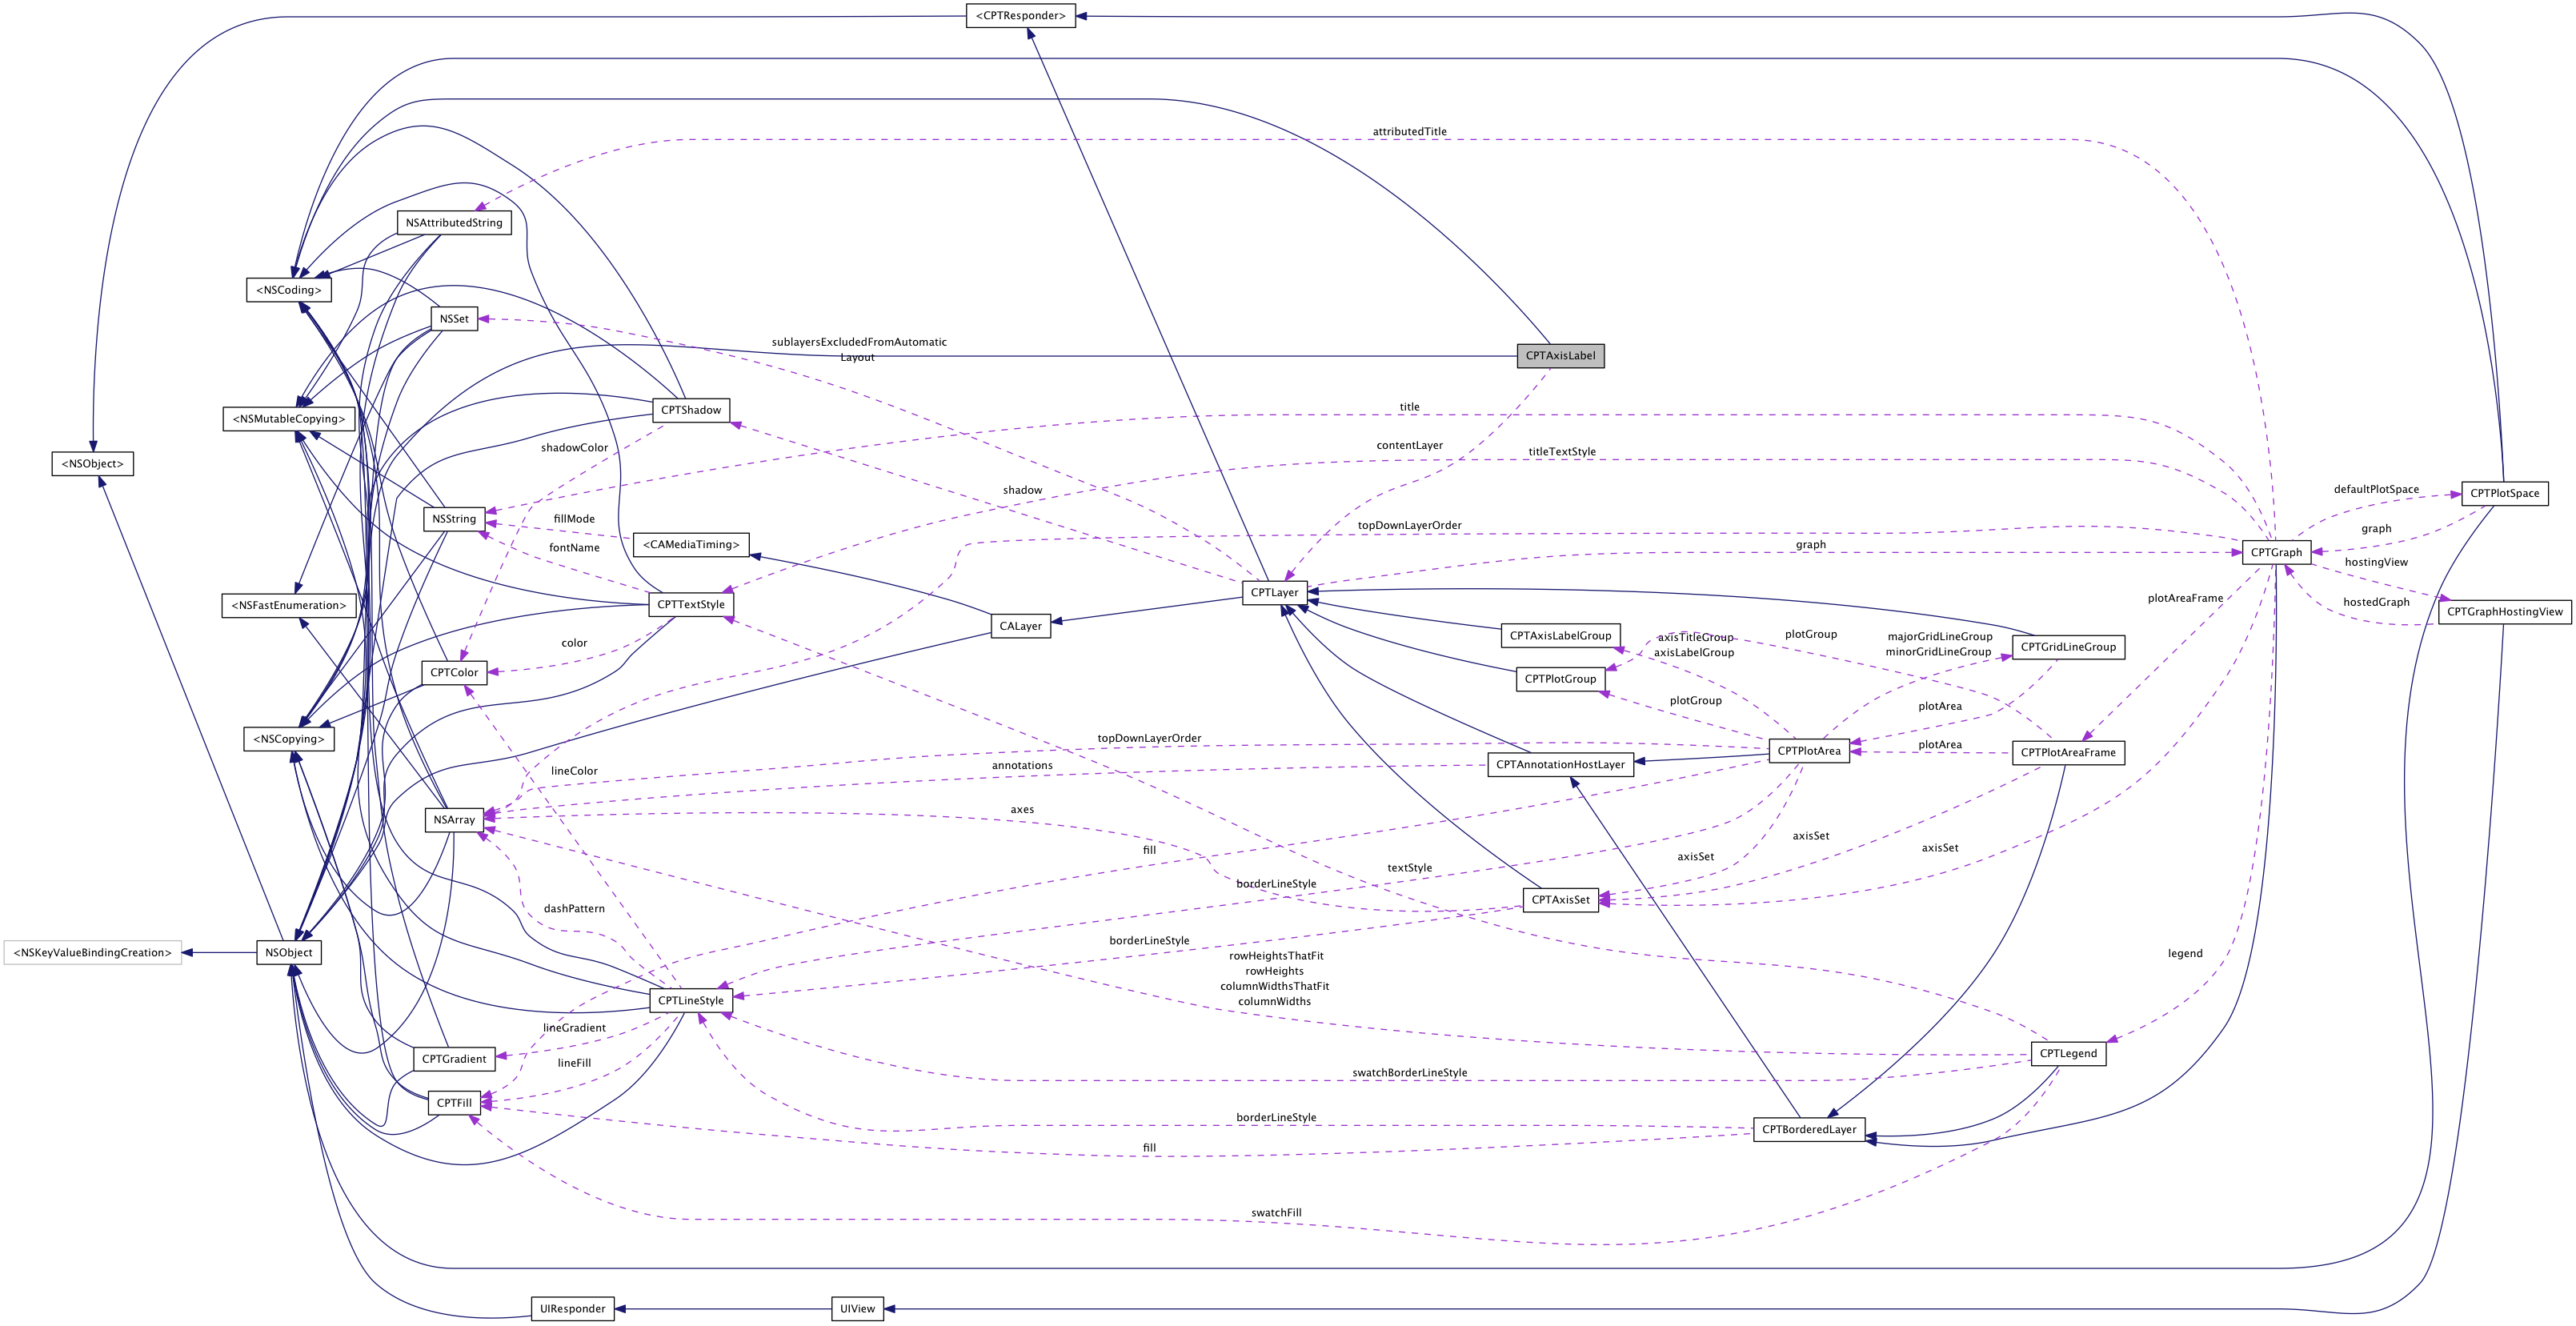 <CPTResponder>
attributedTitle
NSAttributedString
<NSCoding>
NSSet
sublayersExcludedFromAutomatic
Layout
CPTAxisLabel
<NSMutableCopying>
CPTShadow
title
shadowColor
contentLayer
titleTextStyle
<NSObject>
shadow
defaultPlotSpace
CPTPlotSpace
NSString
fillMode
topDownLayerOrder
graph
fontName
<CAMediaTiming>
graph
CPTGraph
hostingView
<NSFastEnumeration>
CPTTextStyle
CPTLayer
plotAreaFrame
hostedGraph
CPTGraphHostingView
CALayer
color
CPTAxisLabelGroup
axisTitleGroup
axisLabelGroup
plotGroup
majorGridLineGroup
minorGridLineGroup
CPTGridLineGroup
CPTColor
CPTPlotGroup
plotGroup
plotArea
<NSCopying>
topDownLayerOrder
CPTPlotArea
plotArea
CPTPlotAreaFrame
lineColor
annotations
CPTAnnotationHostLayer
NSArray
axes
fill
axisSet
axisSet
axisSet
textStyle
borderLineStyle
dashPattern
CPTAxisSet
<NSKeyValueBindingCreation>
NSObject
borderLineStyle
legend
rowHeightsThatFit
rowHeights
columnWidthsThatFit
columnWidths
CPTLineStyle
lineGradient
CPTGradient
lineFill
CPTLegend
swatchBorderLineStyle
CPTFill
borderLineStyle
CPTBorderedLayer
fill
swatchFill
UIResponder
UIView